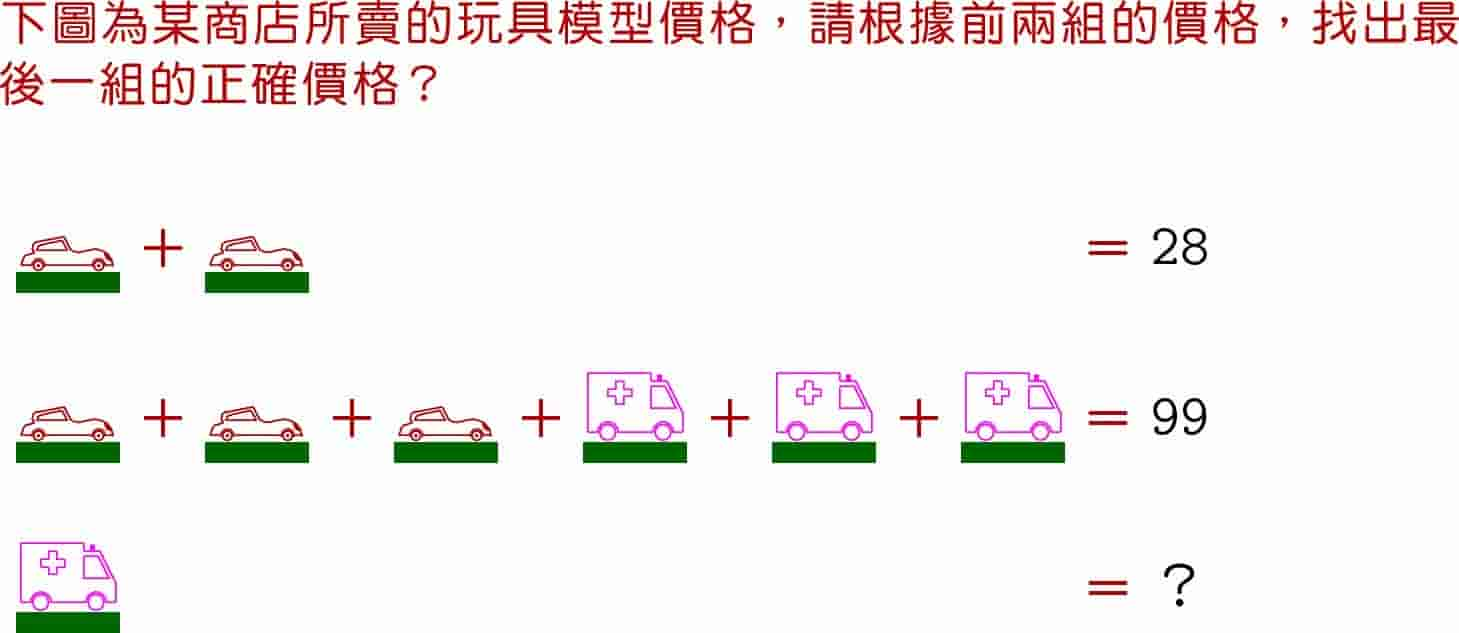 下圖為某商店所賣的玩具模型價格，請根據前兩組的價格，找出最
後一組的正確價格？
+ = 28
+ + + + + = 99
= ?